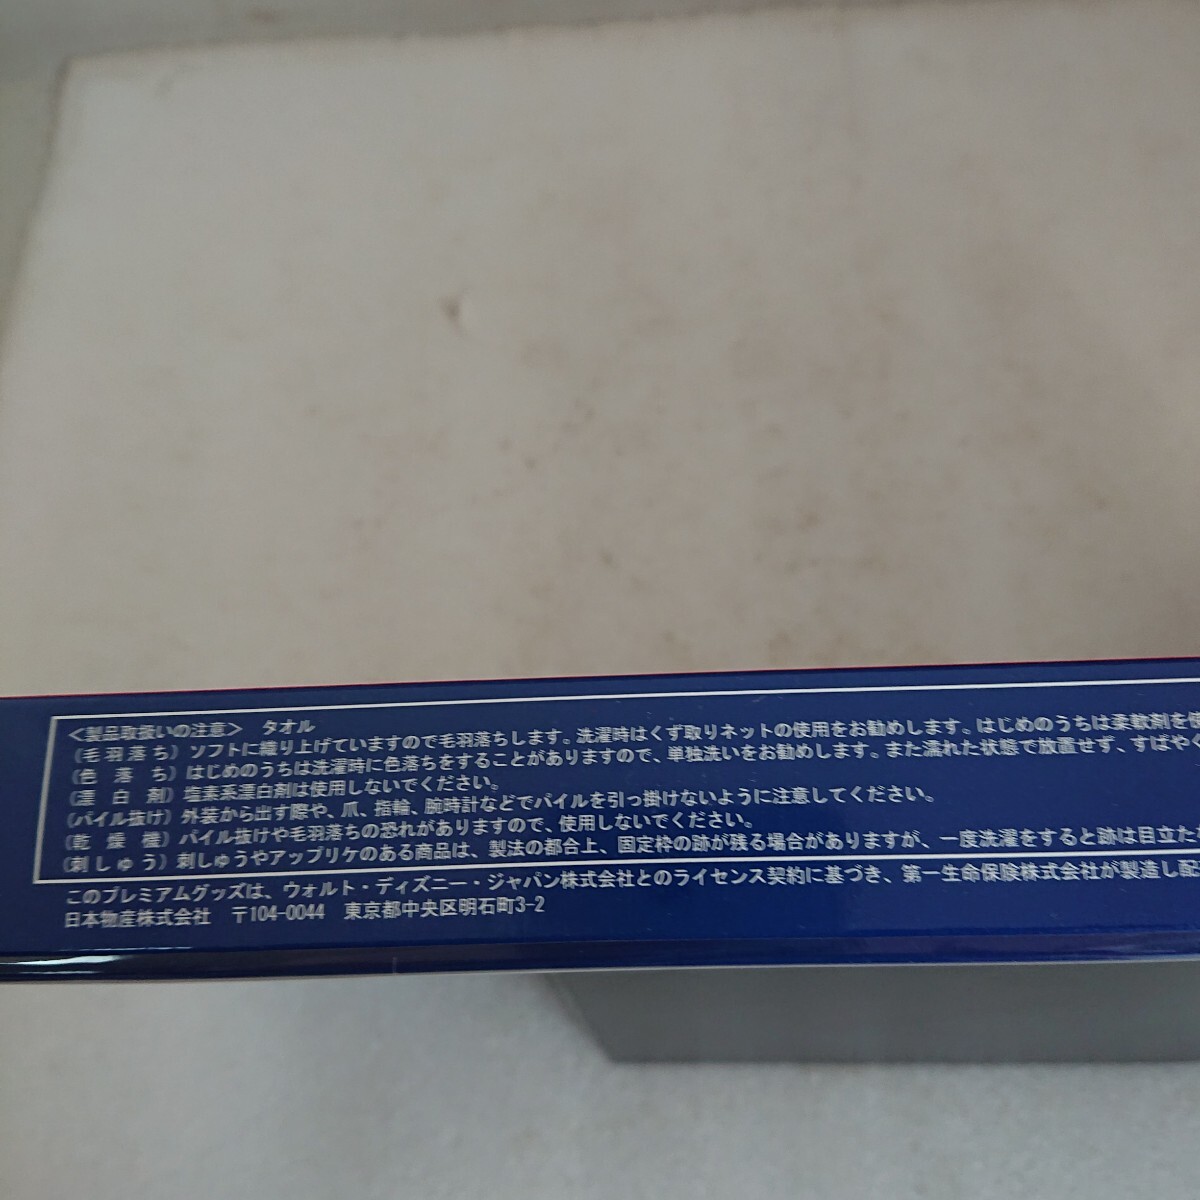 <製品取扱いの注意> タオル
(毛羽落ち) ソフトに織り上げていますので毛羽落ちします。洗濯時はくず取りネットの使用をお勧めします。はじめのうちは柔軟剤を使
(色落ち) はじめのうちは洗濯時に色落ちをすることがありますので、単独洗いをお勧めします。また濡れた状態で放置せず、すばやく
(漂白剤) 塩素系漂白剤は使用しないでください。
(パイル抜け) 外装から出す際や、爪、指輪、腕時計などでパイルを引っ掛けないように注意してください。
(乾燥機) パイル抜けや毛羽落ちの恐れがありますので、使用しないでください。
(刺しゅう) 刺しゅうやアップリケのある商品は、製法の都合上、固定枠の跡が残る場合がありますが、一度洗濯をすると跡は目立た
このプレミアムグッズは、ウォルト・ディズニー・ジャパン株式会社とのライセンス契約に基づき、第一生命保険株式会社が製造し配
日本物産株式会社 〒104-0044 東京都中央区明石町3-2